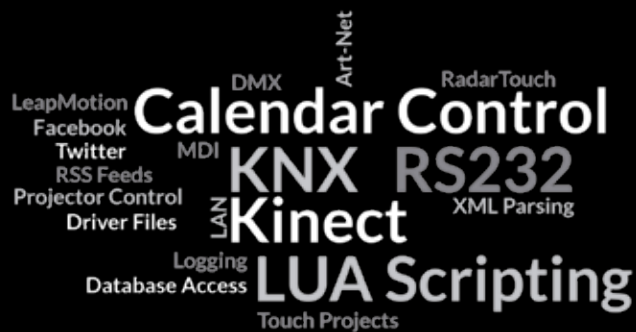 Art-Net
DMX
RadarTouch
LeapMotion
Calendar Control
Facebook
Twitter
MDI
KNX
RS232
RSS Feeds
Projector Control
XML Parsing
Driver Files
LAN
Kinect
Logging
Database Access
LUA Scripting
Touch Projects